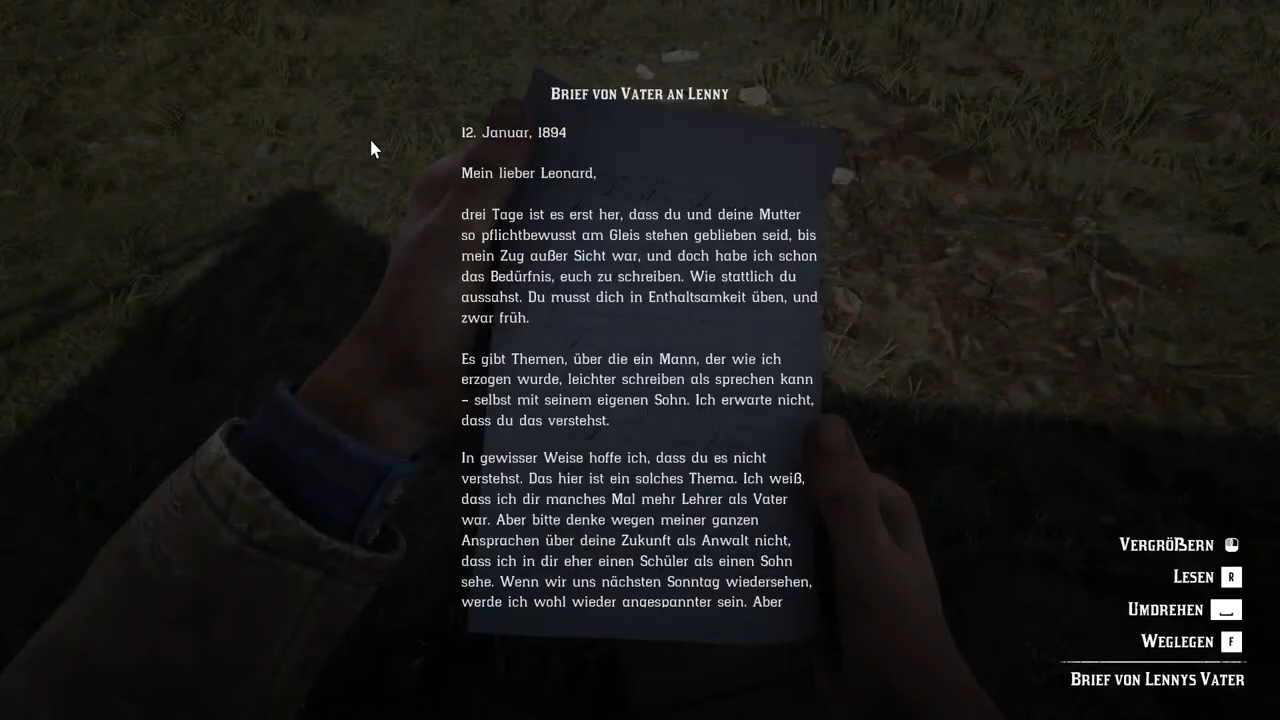 BRIEF VON VATER AN LENNY
12. Januar, 1894
Mein lieber Leonard,
drei Tage ist es erst her, dass du und deine Mutter
so pflichtbewusst am Gleis stehen geblieben seid, bis
mein Zug außer Sicht war, und doch habe ich schon
das Bedürfnis, euch zu schreiben. Wie stattlich du
aussahst. Du musst dich in Enthaltsamkeit üben, und
zwar früh.
Es gibt Themen, über die ein Mann, der wie ich
erzogen wurde, leichter schreiben als sprechen kann
– selbst mit seinem eigenen Sohn. Ich erwarte nicht,
dass du das verstehst.
In gewisser Weise hoffe ich, dass du es nicht
verstehst. Das hier ist ein solches Thema. Ich weiß,
dass ich dir manches Mal mehr Lehrer als Vater
war. Aber bitte denke wegen meiner ganzen
Ansprachen über deine Zukunft als Anwalt nicht,
dass ich in dir eher einen Schüler als einen Sohn
sehe. Wenn wir uns nächsten Sonntag wiedersehen,
werde ich wohl wieder angespannter sein. Aber
VERGRÖẞERN
LESEN R
UMDREHEN
WEGLEGEN F
BRIEF VON LENNYS VATER